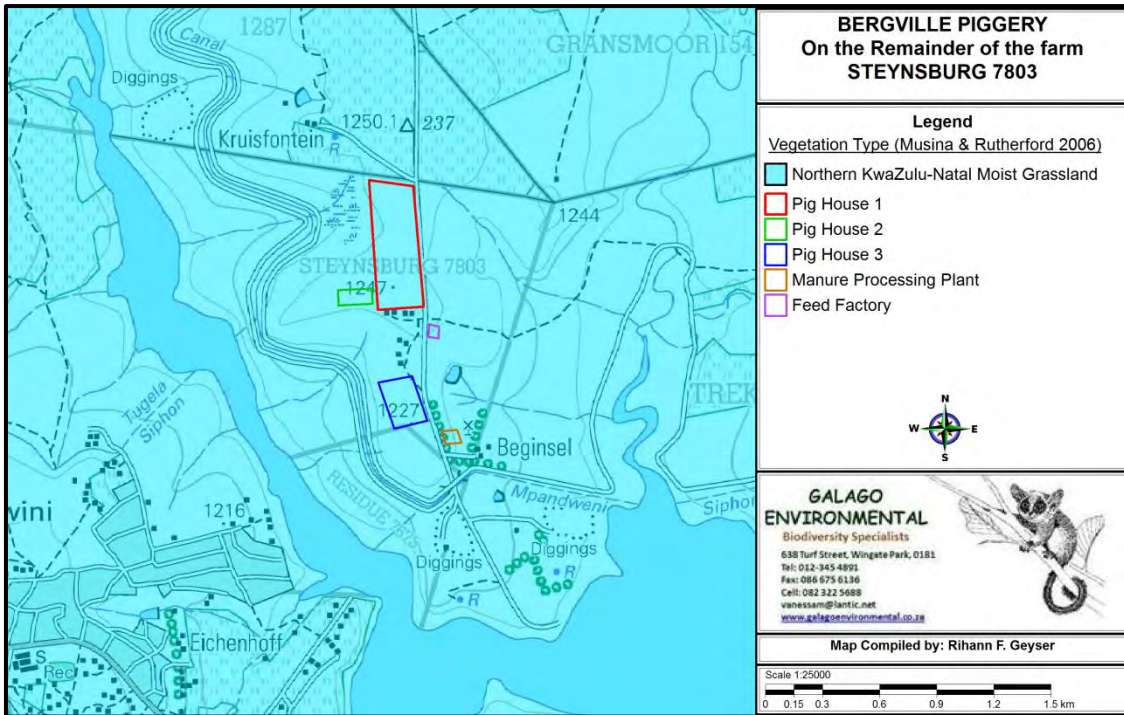 1287
GRANSMOOR 154
Canal
Diggings
Kruisfontein
1250.1
237
R
1244
STEYNSBURG 7803
1247
TREK
1227
Tugela
Siphon
Beginsel
Mpandweni
Siphon
vini
1216
Diggings
Diggings
R
R
Eichenhoff
S
Rec
BERGVILLE PIGGERY
On the Remainder of the farm
STEYNSBURG 7803
Legend
Vegetation Type (Musina & Rutherford 2006)
Northern KwaZulu-Natal Moist Grassland
Pig House 1
Pig House 2
Pig House 3
Manure Processing Plant
Feed Factory
N
W E
S
GALAGO
ENVIRONMENTAL
Biodiversity Specialists
638 Turf Street, Wingate Park, 0181
Tel: 012-345 4891
Fax: 086 675 6136
Cell: 082 322 5688
vanessam@lantic.net
www.galagoenvironmental.co.za
Map Compiled by: Rihann F. Geyser
Scale 1:25000
0 0.15 0.3 0.6 0.9 1.2 1.5 km